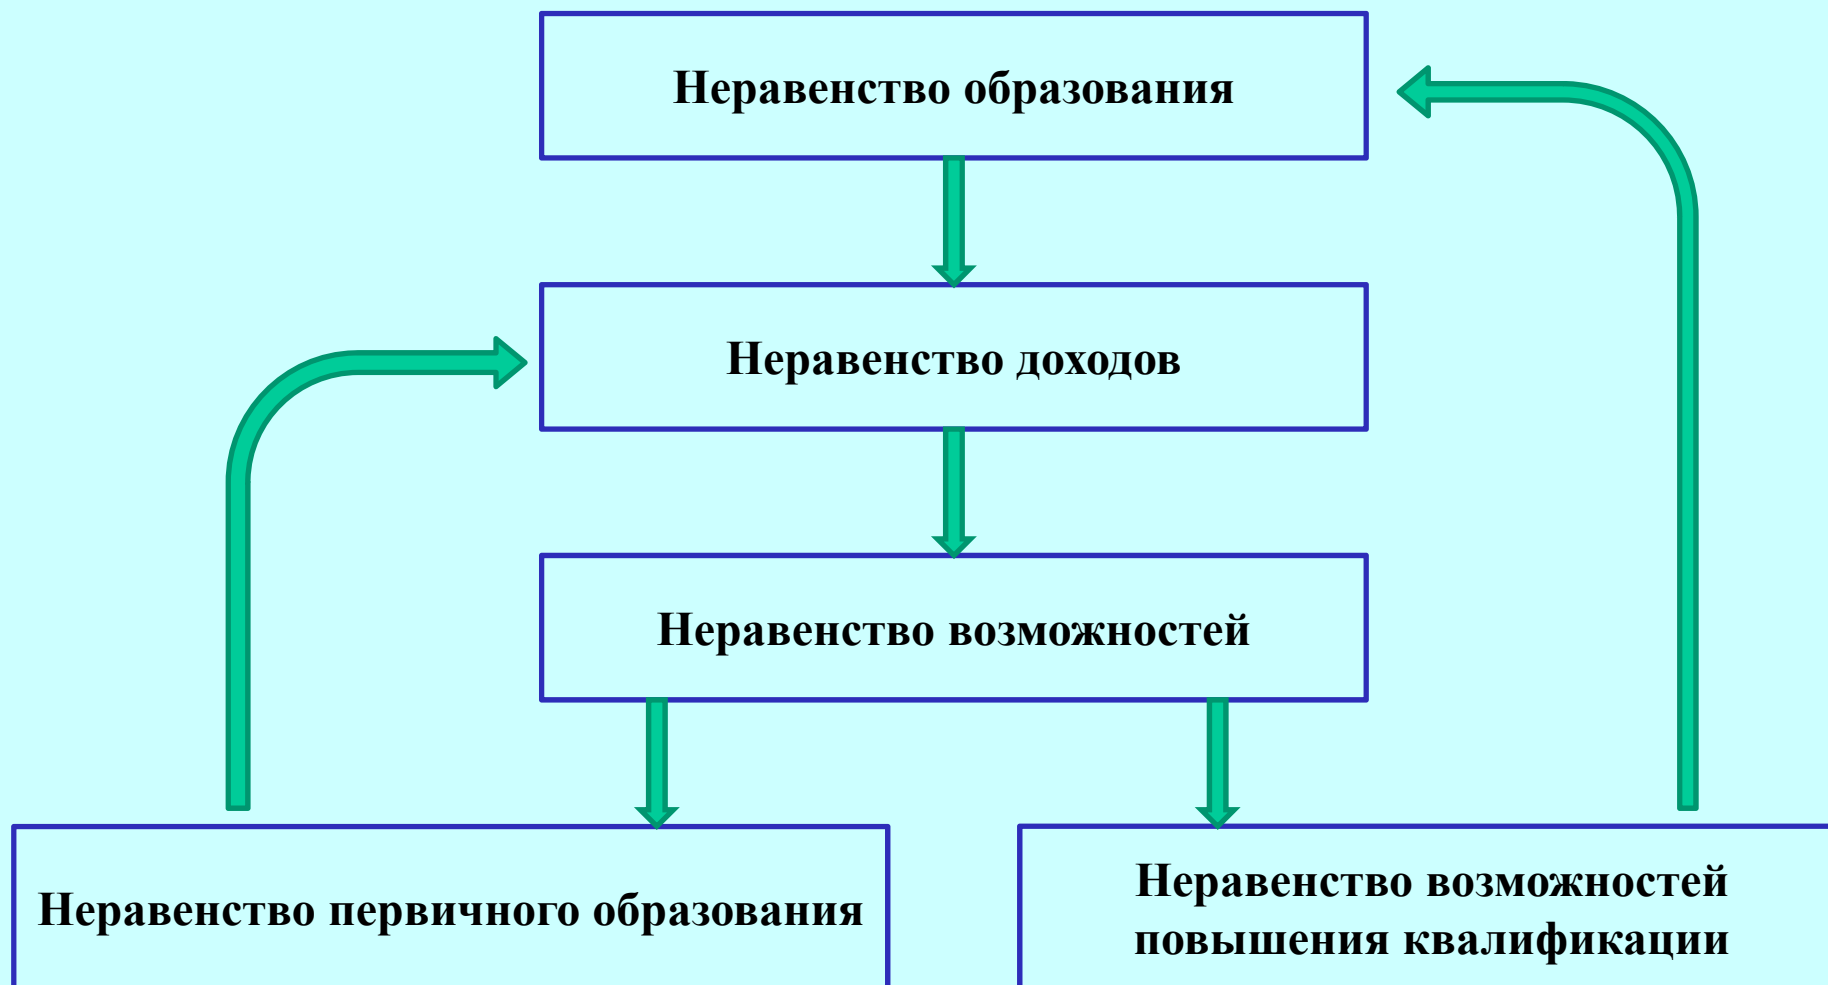 Неравенство образования
Неравенство доходов
Неравенство возможностей
Неравенство первичного образования
Неравенство возможностей
повышения квалификации